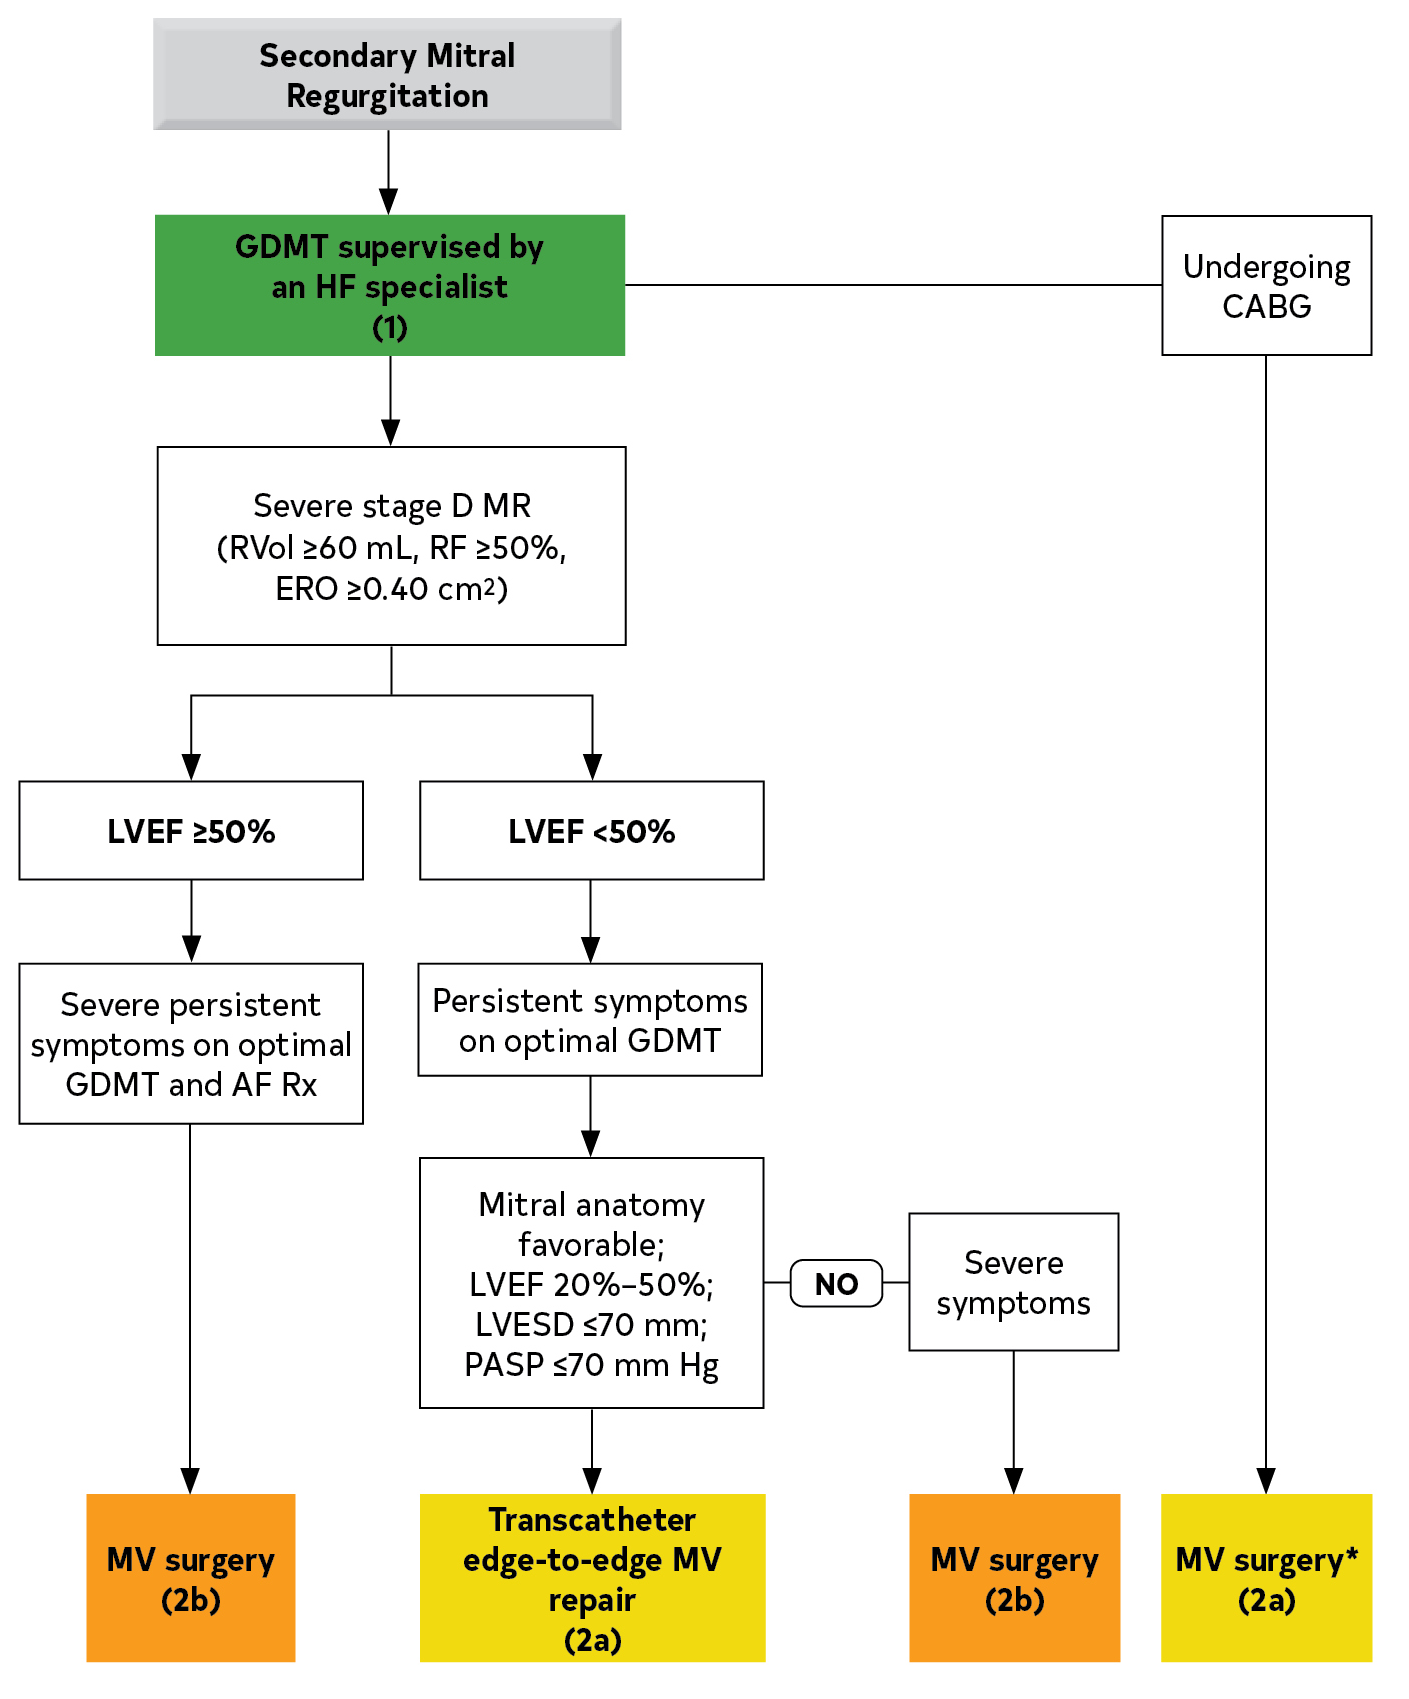 Secondary Mitral
Regurgitation
GDMT supervised by
an HF specialist
(1)
Undergoing
CABG
Severe stage D MR
(RVol ≥60 mL, RF ≥50%,
ERO ≥0.40 cm²)
LVEF ≥50%
LVEF <50%
Severe persistent
symptoms on optimal
GDMT and AF Rx
Persistent symptoms
on optimal GDMT
Mitral anatomy
favorable;
LVEF 20%–50%;
LVESD ≤70 mm;
PASP ≤70 mm Hg
NO
Severe
symptoms
MV surgery
(2b)
Transcatheter
edge-to-edge MV
repair
(2a)
MV surgery
(2b)
MV surgery*
(2a)